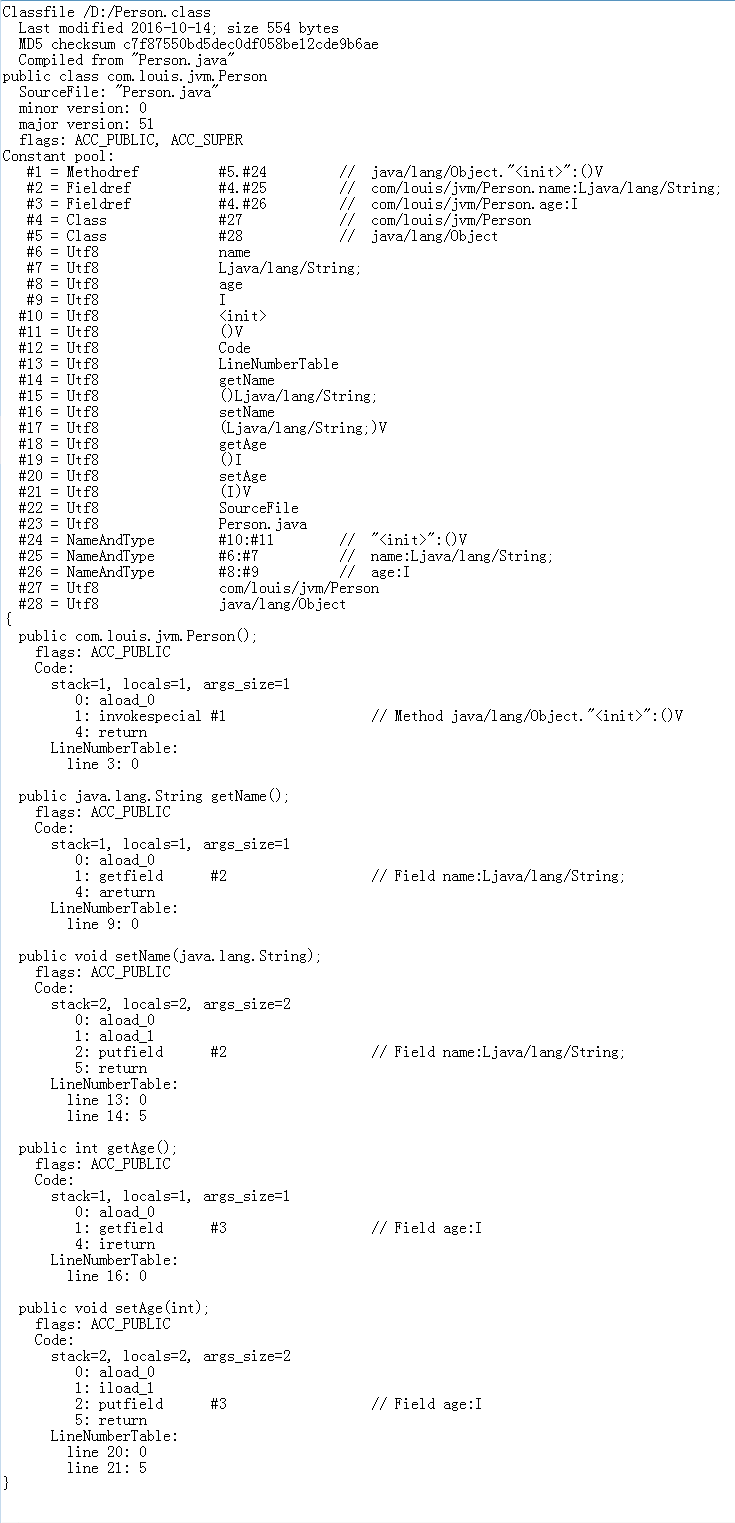 Classfile /D:/Person.class
  Last modified 2016-10-14; size 554 bytes
  MD5 checksum c7f87550bd5dec0df058be12cde9b6ae
  Compiled from "Person.java"
public class com.louis.jvm.Person
  SourceFile: "Person.java"
  minor version: 0
  major version: 51
  flags: ACC_PUBLIC, ACC_SUPER
Constant pool:
   #1 = Methodref          #5.#24         //  java/lang/Object."<init>":()V
   #2 = Fieldref           #4.#25         //  com/louis/jvm/Person.name:Ljava/lang/String;
   #3 = Fieldref           #4.#26         //  com/louis/jvm/Person.age:I
   #4 = Class              #27            //  com/louis/jvm/Person
   #5 = Class              #28            //  java/lang/Object
   #6 = Utf8               name
   #7 = Utf8               Ljava/lang/String;
   #8 = Utf8               age
   #9 = Utf8               I
  #10 = Utf8               <init>
  #11 = Utf8               ()V
  #12 = Utf8               Code
  #13 = Utf8               LineNumberTable
  #14 = Utf8               getName
  #15 = Utf8               ()Ljava/lang/String;
  #16 = Utf8               setName
  #17 = Utf8               (Ljava/lang/String;)V
  #18 = Utf8               getAge
  #19 = Utf8               ()I
  #20 = Utf8               setAge
  #21 = Utf8               (I)V
  #22 = Utf8               SourceFile
  #23 = Utf8               Person.java
  #24 = NameAndType        #10:#11        //  "<init>":()V
  #25 = NameAndType        #6:#7          //  name:Ljava/lang/String;
  #26 = NameAndType        #8:#9          //  age:I
  #27 = Utf8               com/louis/jvm/Person
  #28 = Utf8               java/lang/Object
{
  public com.louis.jvm.Person();
    flags: ACC_PUBLIC
    Code:
      stack=1, locals=1, args_size=1
         0: aload_0
         1: invokespecial #1                  // Method java/lang/Object."<init>":()V
         4: return
      LineNumberTable:
        line 3: 0

  public java.lang.String getName();
    flags: ACC_PUBLIC
    Code:
      stack=1, locals=1, args_size=1
         0: aload_0
         1: getfield      #2                  // Field name:Ljava/lang/String;
         4: areturn
      LineNumberTable:
        line 9: 0

  public void setName(java.lang.String);
    flags: ACC_PUBLIC
    Code:
      stack=2, locals=2, args_size=2
         0: aload_0
         1: aload_1
         2: putfield      #2                  // Field name:Ljava/lang/String;
         5: return
      LineNumberTable:
        line 13: 0
        line 14: 5

  public int getAge();
    flags: ACC_PUBLIC
    Code:
      stack=1, locals=1, args_size=1
         0: aload_0
         1: getfield      #3                  // Field age:I
         4: ireturn
      LineNumberTable:
        line 16: 0

  public void setAge(int);
    flags: ACC_PUBLIC
    Code:
      stack=2, locals=2, args_size=2
         0: aload_0
         1: iload_1
         2: putfield      #3                  // Field age:I
         5: return
      LineNumberTable:
        line 20: 0
        line 21: 5
}